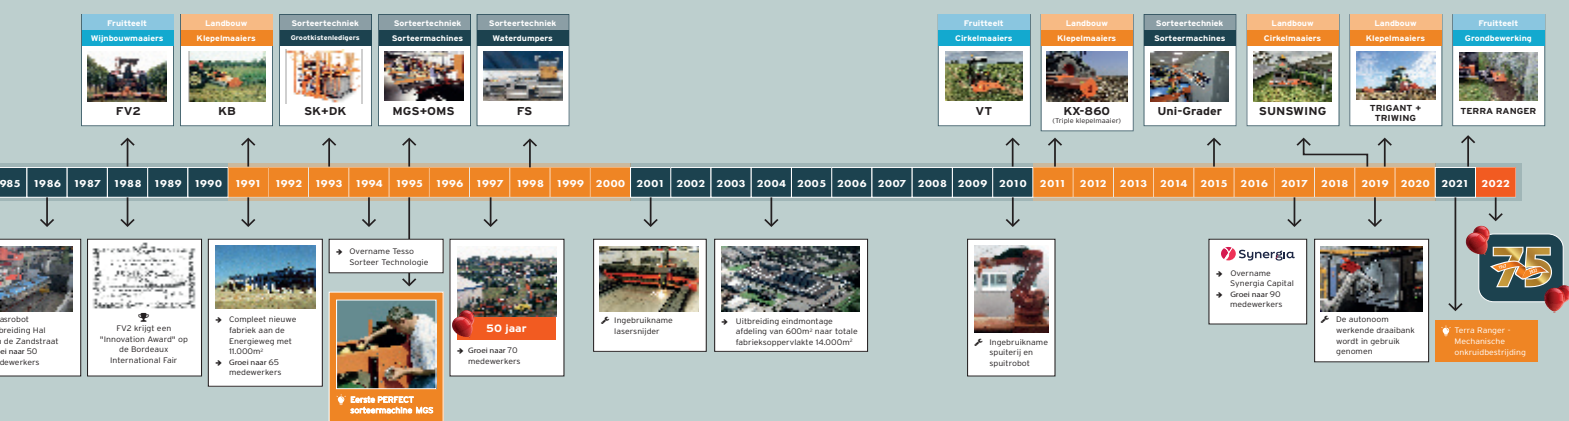 Fruitteelt
Wijnbouwmaaiers
FV2
Landbouw
Klepelmaaiers
KB
Sorteertechniek
Grootkistenledigers
SK+DK
Sorteertechniek
Sorteermachines
MGS+OMS
Sorteertechniek
Waterdumpers
FS
Fruitteelt
Cirkelmaaiers
VT
Landbouw
Klepelmaaiers
KX-860
(Triple klepelmaaier)
Sorteertechniek
Sorteermachines
Uni-Grader
Landbouw
Cirkelmaaiers
SUNSWING
Landbouw
Klepelmaaiers
TRIGANT +
TRIWING
Fruitteelt
Grondbewerking
TERRA RANGER
985 1986 1987 1988 1989 1990 1991 1992 1993 1994 1995 1996 1997 1998 1999 2000 2001 2002 2003 2004 2005 2006 2007 2008 2009 2010 2011 2012 2013 2014 2015 2016 2017 2018 2019 2020 2021 2022
asrobot
breiding Hal
de Zandstraat
oei naar 50
dewerkers
FV2 krijgt een
"Innovation Award" op
de Bordeaux
International Fair
Compleet nieuwe
fabriek aan de
Energieweg met
11.000m²
Groei naar 65
medewerkers
Overname Tesso
Sorteer Technologie
Eerste PERFECT
sorteermachine MGS
50 jaar
Groei naar 70
medewerkers
Ingebruikname
lasersnijder
Uitbreiding eindmontage
afdeling van 600m² naar totale
fabrieksoppervlakte 14.000m²
Ingebruikname
spuiterij en
spuitrobot
Synergia
Overname
Synergia Capital
Groei naar 90
medewerkers
De autonoom
werkende draaibank
wordt in gebruik
genomen
Terra Ranger -
Mechanische
onkruidbestrijding
75